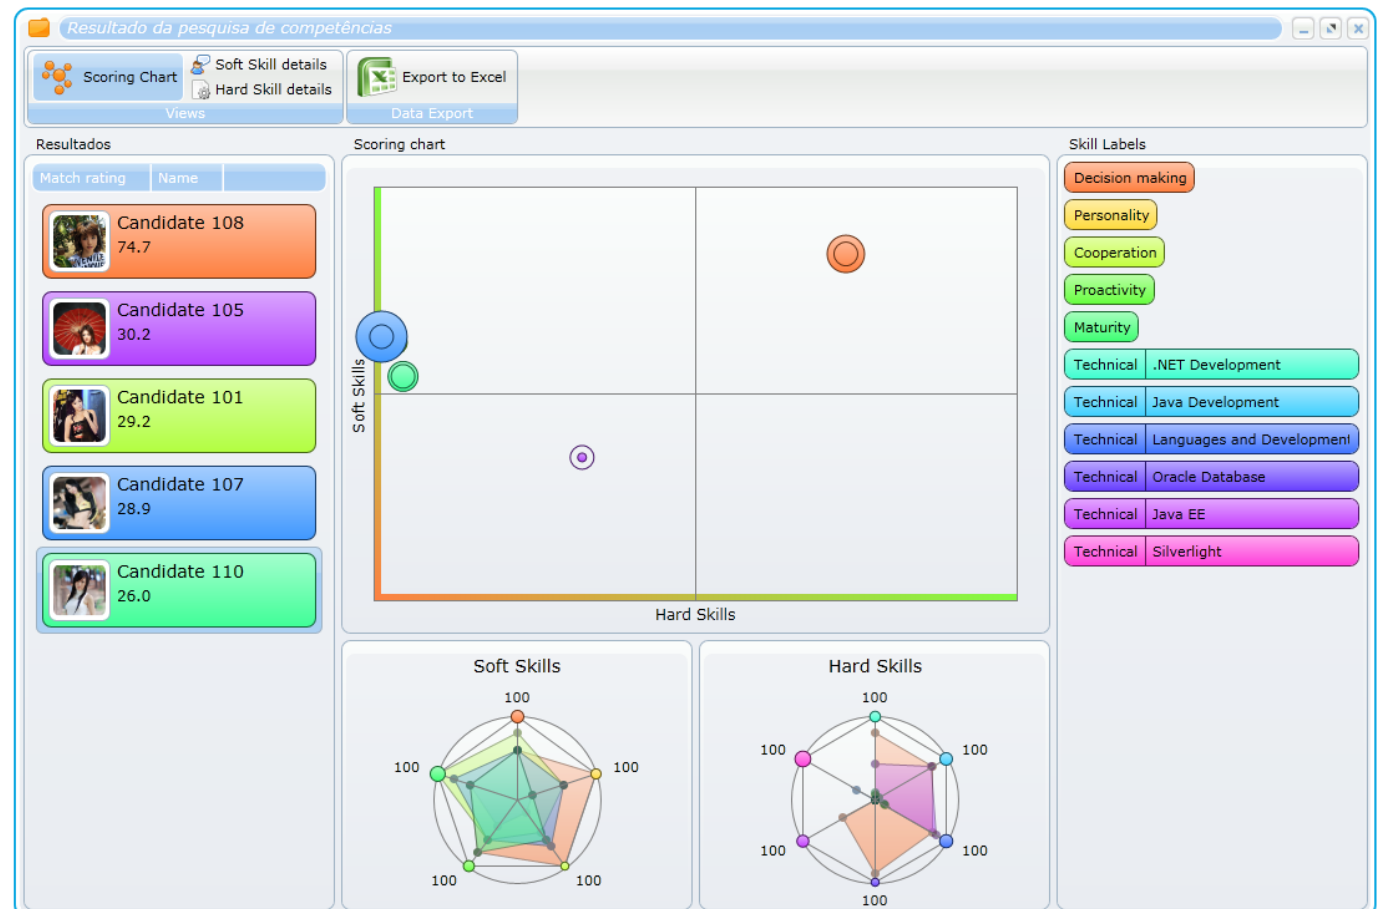 Resultado da pesquisa de competências
Scoring Chart
Soft Skill details
Hard Skill details
Views
Export to Excel
Data Export
Resultados
Match rating
Name
Candidate 108
74.7
Candidate 105
30.2
Candidate 101
29.2
Candidate 107
28.9
Candidate 110
26.0
Scoring chart
Soft Skills
Hard Skills
Soft Skills
100
100
100
100
100
Hard Skills
100
100
100
100
100
100
Skill Labels
Decision making
Personality
Cooperation
Proactivity
Maturity
Technical .NET Development
Technical Java Development
Technical Languages and Development
Technical Oracle Database
Technical Java EE
Technical Silverlight